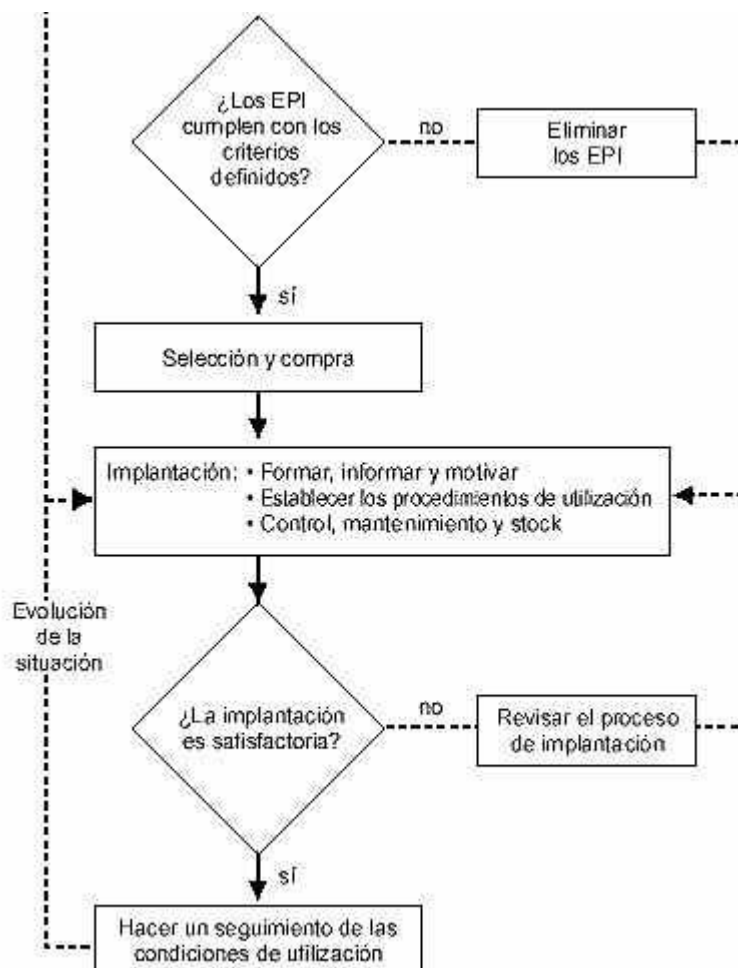 ¿Los EPI
cumplen con los
criterios
definidos?
no
Eliminar
los EPI
sí
Selección y compra
Implantación: • Formar, informar y motivar
• Establecer los procedimientos de utilización
• Control, mantenimiento y stock
Evolución
de la
situación
¿La implantación
es satisfactoria?
no
Revisar el proceso
de implantación
sí
Hacer un seguimiento de las
condiciones de utilización